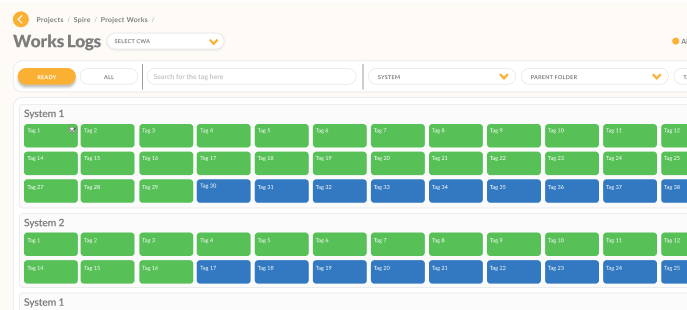 Projects / Spire / Project Works /
Works Logs SELECT CWA
READY ALL Search for the tag here SYSTEM PARENT FOLDER
System 1
Tag 1 Tag 2 Tag 3 Tag 4 Tag 5 Tag 6 Tag 7 Tag 8 Tag 9 Tag 10 Tag 11 Tag 12
Tag 14 Tag 15 Tag 16 Tag 17 Tag 18 Tag 19 Tag 20 Tag 21 Tag 22 Tag 23 Tag 24 Tag 25
Tag 27 Tag 28 Tag 29 Tag 30 Tag 31 Tag 32 Tag 33 Tag 34 Tag 35 Tag 36 Tag 37 Tag 38
System 2
Tag 1 Tag 2 Tag 3 Tag 4 Tag 5 Tag 6 Tag 7 Tag 8 Tag 9 Tag 10 Tag 11 Tag 12
Tag 14 Tag 15 Tag 16 Tag 17 Tag 18 Tag 19 Tag 20 Tag 21 Tag 22 Tag 23 Tag 24 Tag 25
System 1